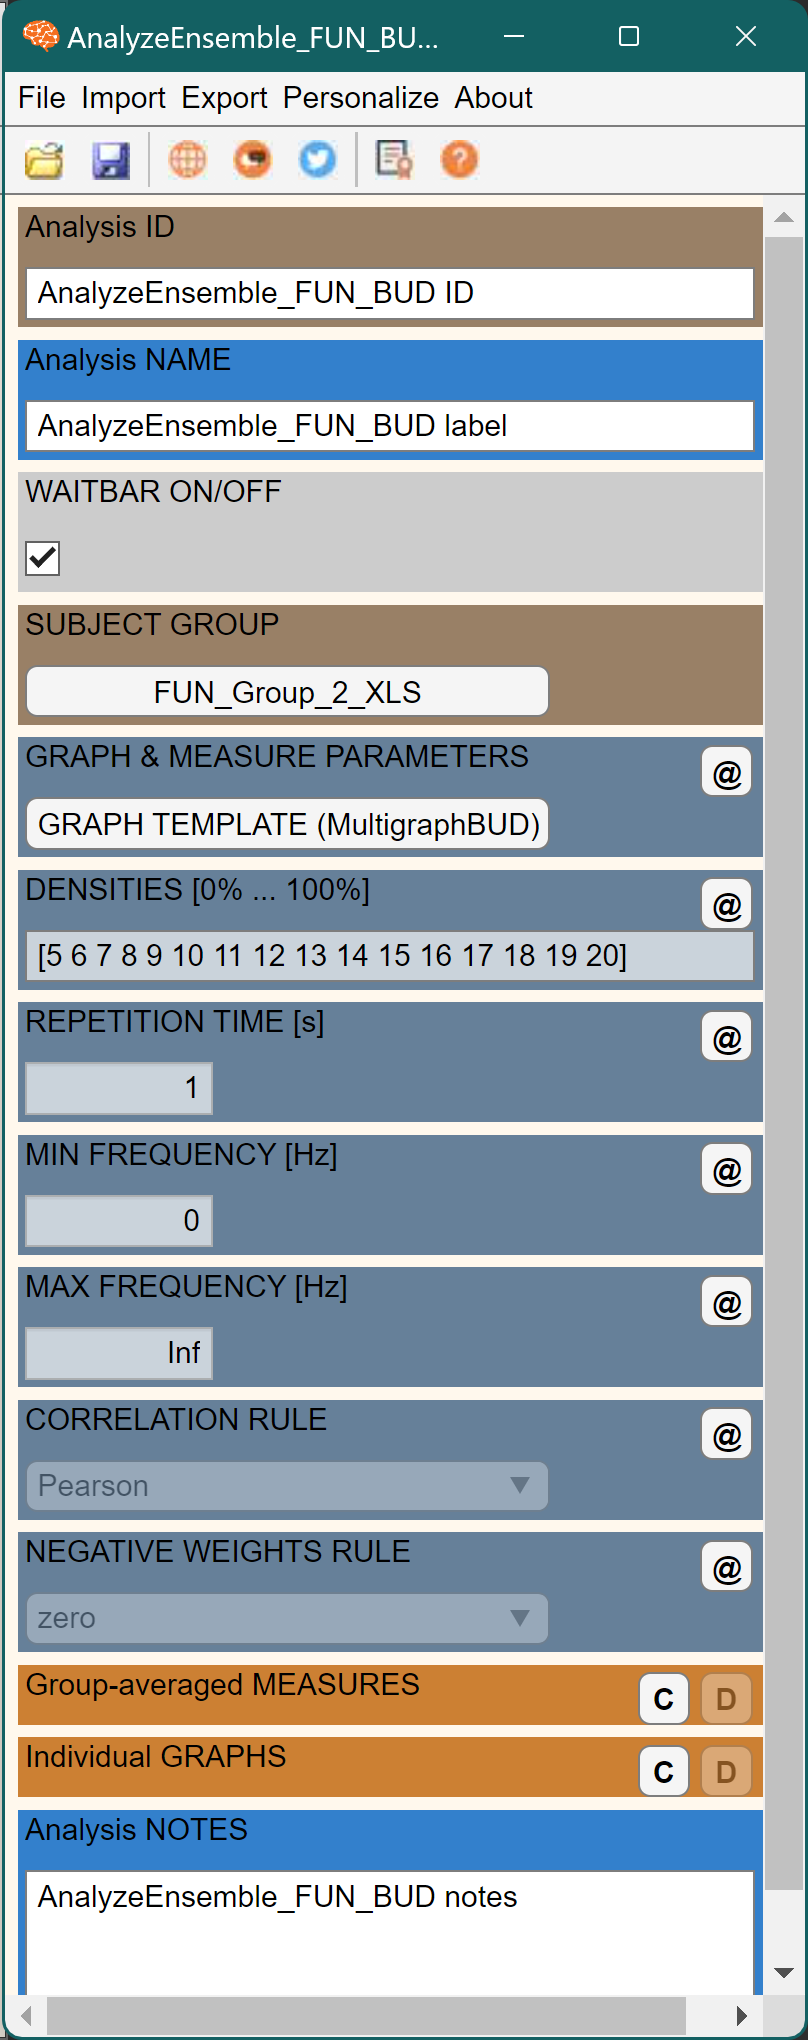 AnalyzeEnsemble_FUN_BU...
File Import Export Personalize About
Analysis ID
AnalyzeEnsemble_FUN_BUD ID
Analysis NAME
AnalyzeEnsemble_FUN_BUD label
WAITBAR ON/OFF
SUBJECT GROUP
FUN_Group_2_XLS
GRAPH & MEASURE PARAMETERS @
GRAPH TEMPLATE (MultigraphBUD)
DENSITIES [0% ... 100%] @
[5 6 7 8 9 10 11 12 13 14 15 16 17 18 19 20]
REPETITION TIME [s] @
1
MIN FREQUENCY [Hz] @
0
MAX FREQUENCY [Hz] @
Inf
CORRELATION RULE @
Pearson
NEGATIVE WEIGHTS RULE @
zero
Group-averaged MEASURES C D
Individual GRAPHS C D
Analysis NOTES
AnalyzeEnsemble_FUN_BUD notes